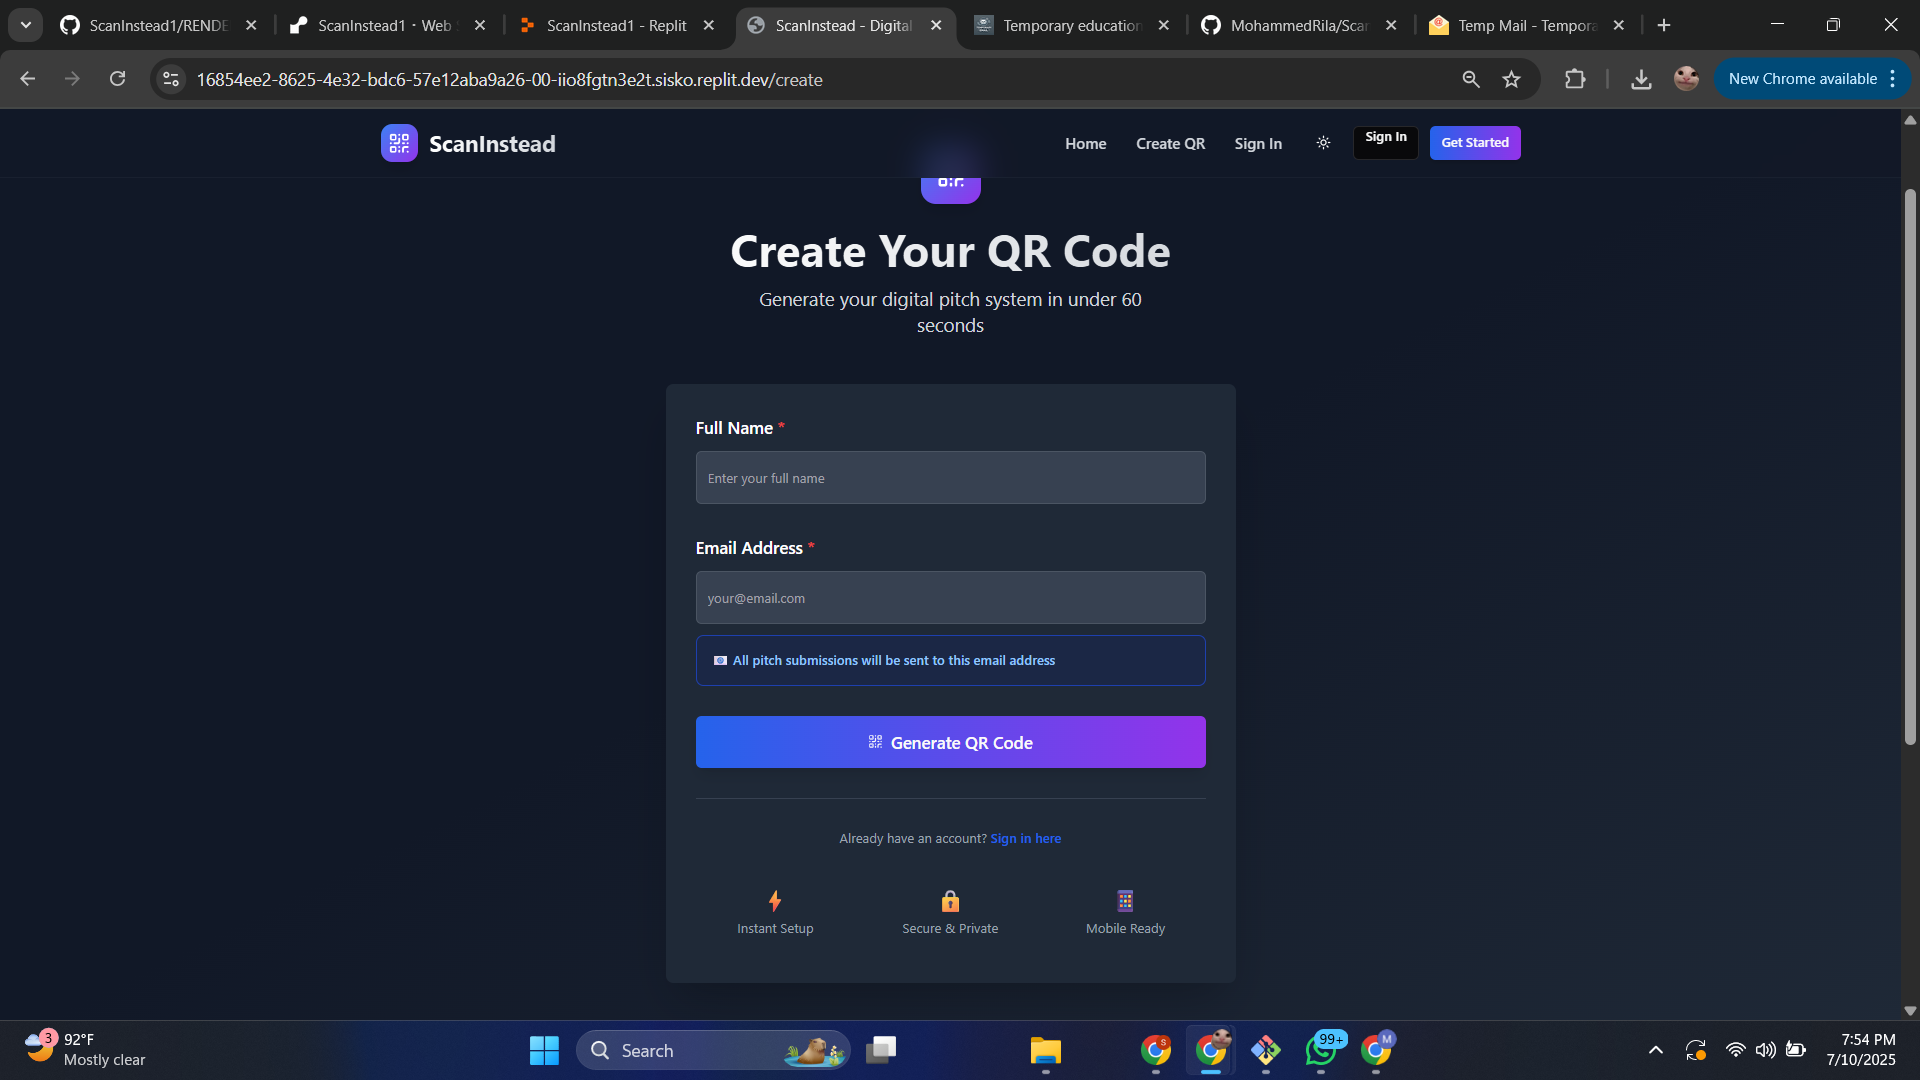 ScanInstead1/RENDE
ScanInstead1 · Web
ScanInstead1 - Replit
ScanInstead - Digital
Temporary education
MohammedRila/Scan
Temp Mail - Tempora
16854ee2-8625-4e32-bdc6-57e12aba9a26-00-iio8fgtn3e2t.sisko.replit.dev/create
New Chrome available
ScanInstead
Home
Create QR
Sign In
Sign In
Get Started
Create Your QR Code
Generate your digital pitch system in under 60
seconds
Full Name *
Enter your full name
Email Address *
your@email.com
All pitch submissions will be sent to this email address
Generate QR Code
Already have an account? Sign in here
Instant Setup
Secure & Private
Mobile Ready
3
92°F
Mostly clear
Search
S
99+
M
7:54 PM
7/10/2025